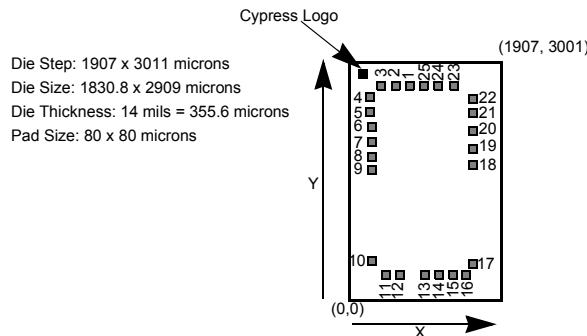 Cypress Logo
(1907, 3001)
Die Step: 1907 x 3011 microns
Die Size: 1830.8 x 2909 microns
Die Thickness: 14 mils = 355.6 microns
Pad Size: 80 x 80 microns
3 2 1 25 24 23
4
5
6
7
8
9
22
21
20
19
18
Y
10
17
11 12 13 14 15 16
(0,0)
X